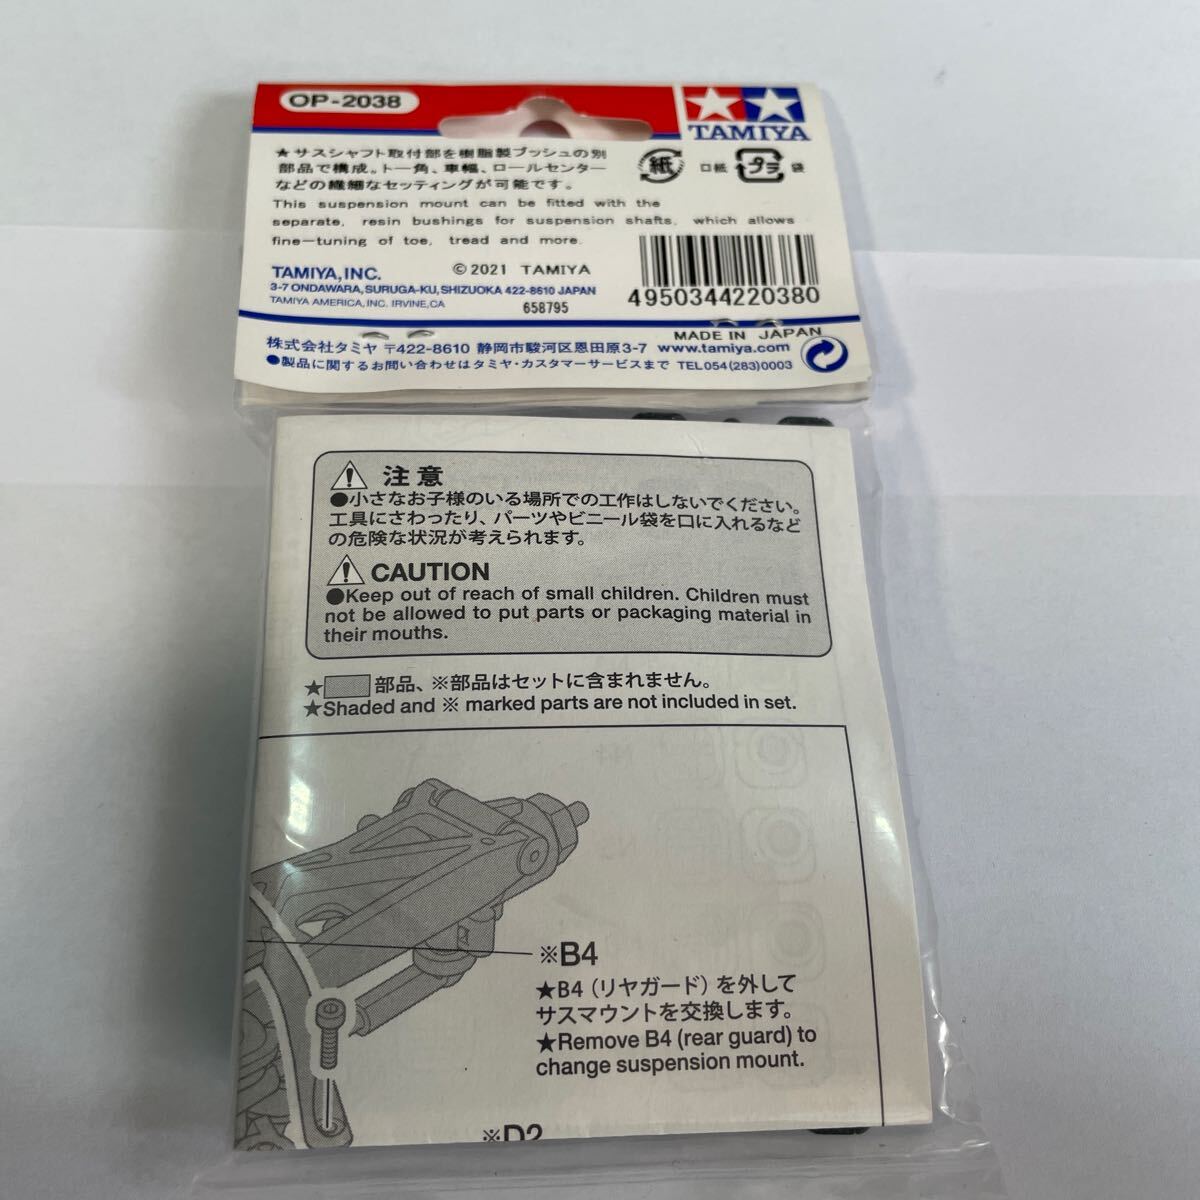 OP-2038
TAMIYA
★サスシャフト取付部を樹脂製ブッシュの別
部品で構成。トー角、車幅、ロールセンター
などの繊細なセッティングが可能です。
紙 口紙 プラ 袋
This suspension mount can be fitted with the
separate, resin bushings for suspension shafts, which allows
fine-tuning of toe, tread and more.
TAMIYA, INC.
©2021 TAMIYA
3-7 ONDAWARA, SURUGA-KU, SHIZUOKA 422-8610 JAPAN
TAMIYA AMERICA, INC. IRVINE, CA
658795
4950344220380
MADE IN JAPAN
株式会社タミヤ 〒422-8610 静岡市駿河区恩田原3-7 www.tamiya.com
●製品に関するお問い合わせはタミヤ・カスタマーサービスまで TEL054(283)0003
注意
●小さなお子様のいる場所での工作はしないでください。
工具にさわったり、パーツやビニール袋を口に入れるなど
の危険な状況が考えられます。
CAUTION
●Keep out of reach of small children. Children must
not be allowed to put parts or packaging material in
their mouths.
★ 部品、※部品はセットに含まれません。
★Shaded and ※ marked parts are not included in set.
※B4
★B4(リヤガード)を外して
サスマウントを交換します。
★Remove B4 (rear guard) to
change suspension mount.
※D2